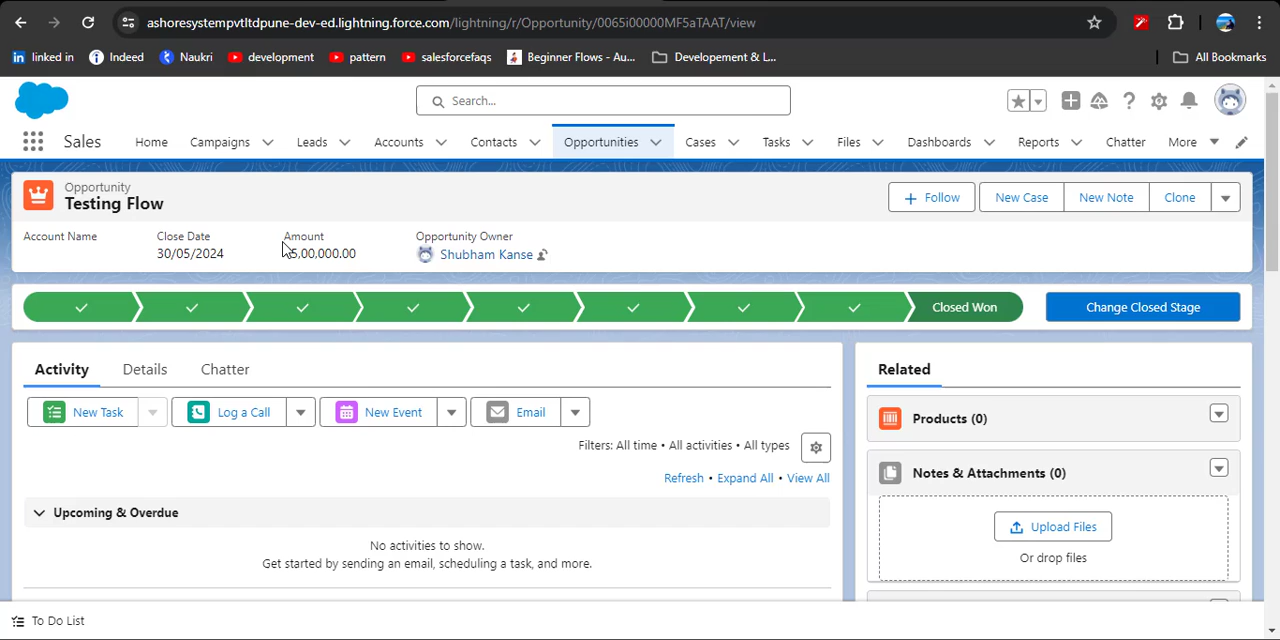 ashoresystempvtltdpune-dev-ed.lightning.force.com/lightning/r/Opportunity/0065i00000MF5aTAAT/view
linked in Indeed Naukri development pattern salesforcefaqs Beginner Flows - Au... Developement & L... All Bookmarks
Search...
Sales Home Campaigns Leads Accounts Contacts Opportunities Cases Tasks Files Dashboards Reports Chatter More
Opportunity
Testing Flow
Follow New Case New Note Clone
Account Name Close Date Amount Opportunity Owner
30/05/2024 5,00,000.00 Shubham Kanse
Closed Won Change Closed Stage
Activity Details Chatter
Related
New Task Log a Call New Event Email
Products (0)
Filters: All time • All activities • All types
Refresh • Expand All • View All
Notes & Attachments (0)
Upcoming & Overdue
Upload Files
No activities to show.
Or drop files
Get started by sending an email, scheduling a task, and more.
To Do List